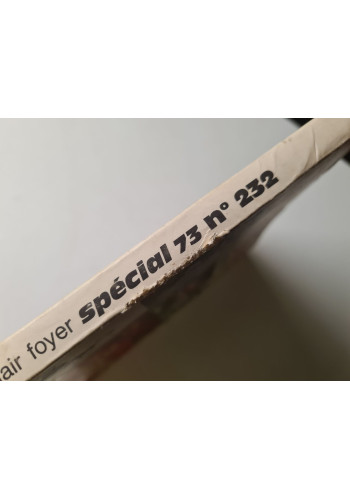 air foyer spécial 73 n° 232